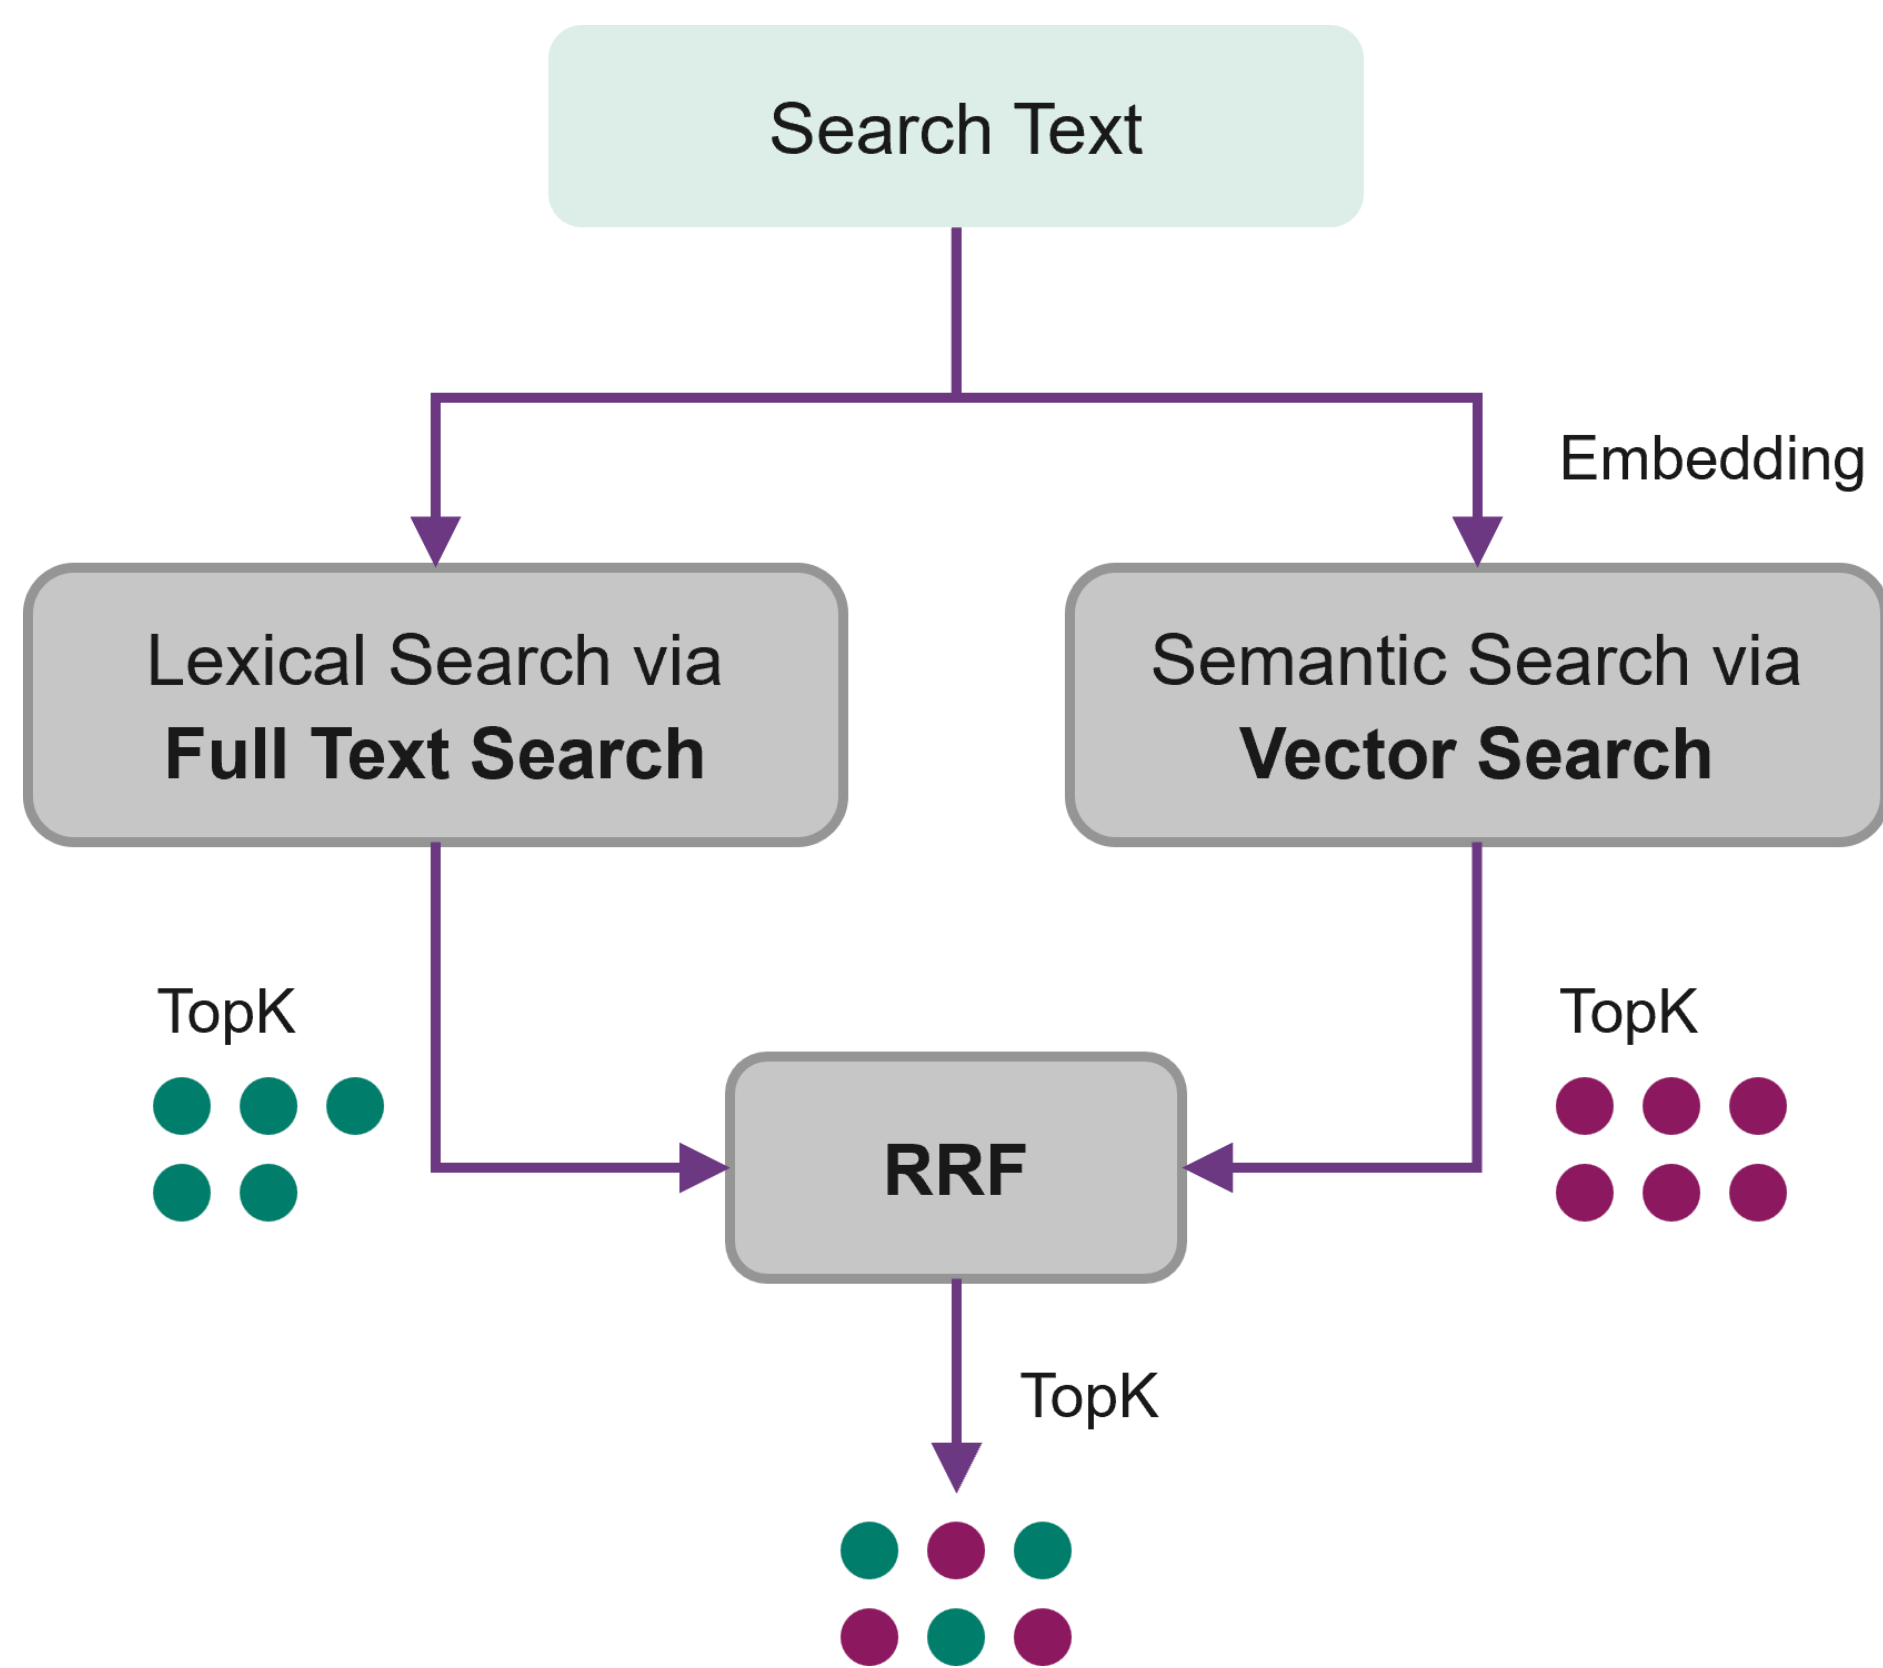 Search Text
Embedding
Lexical Search via
Full Text Search
Semantic Search via
Vector Search
TopK
TopK
RRF
TopK